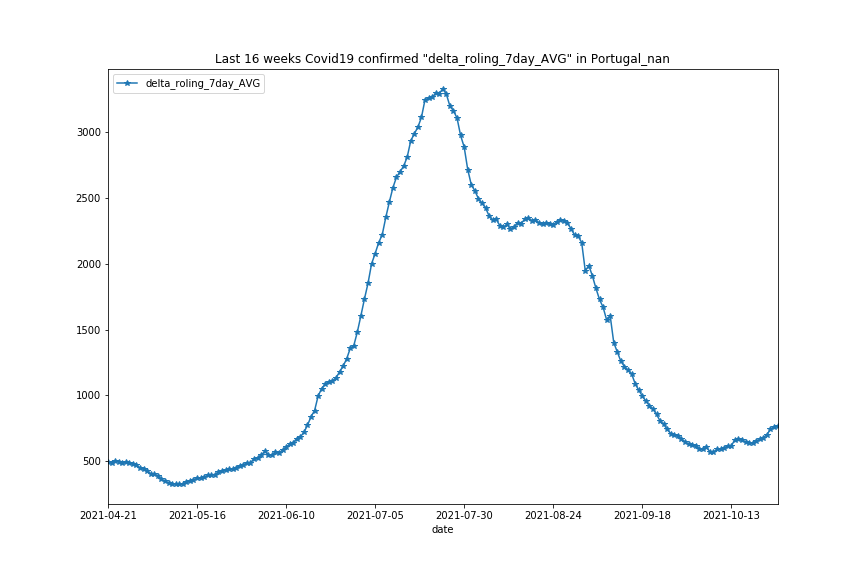 Last 16 weeks Covid19 confirmed "delta_roling_7day_AVG" in Portugal_nan
delta_roling_7day_AVG
3000
2500
2000
1500
1000
500
2021-04-21 2021-05-16 2021-06-10 2021-07-05 2021-07-30 2021-08-24 2021-09-18 2021-10-13
date